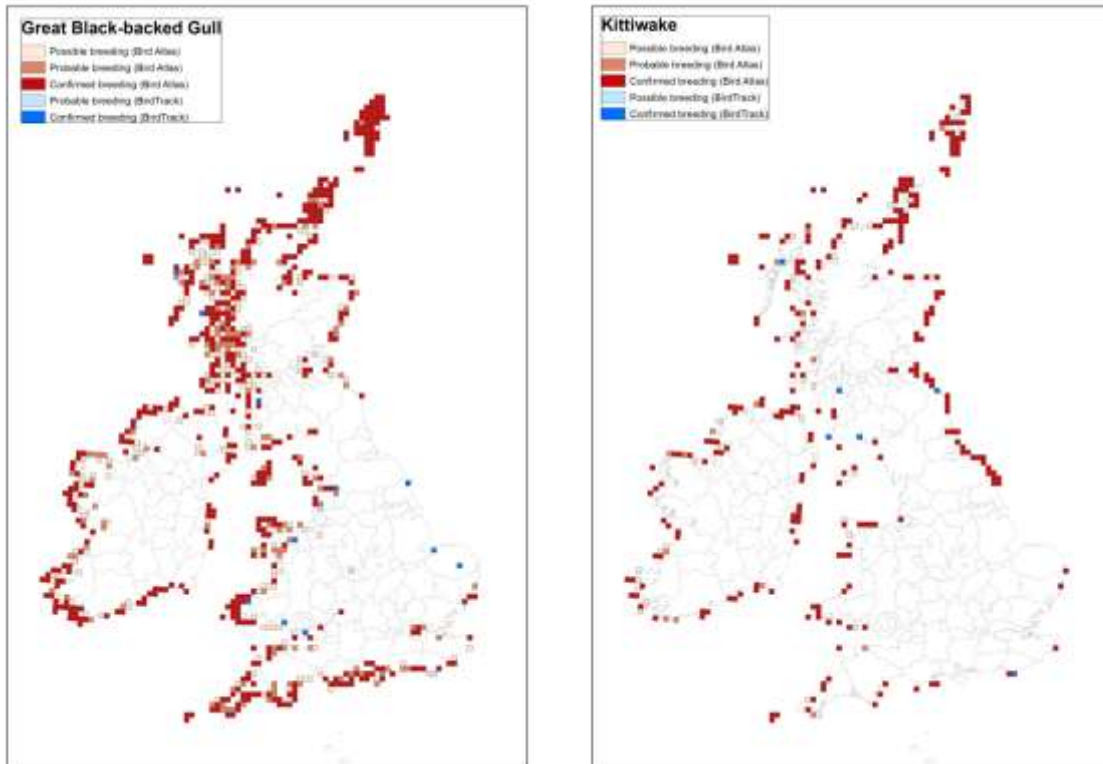 Great Black-backed Gull
Possible breeding (Bird Atlas)
Probable breeding (Bird Atlas)
Confirmed breeding (Bird Atlas)
Probable breeding (BirdTrack)
Confirmed breeding (BirdTrack)
Kittiwake
Possible breeding (Bird Atlas)
Probable breeding (Bird Atlas)
Confirmed breeding (Bird Atlas)
Possible breeding (BirdTrack)
Confirmed breeding (BirdTrack)